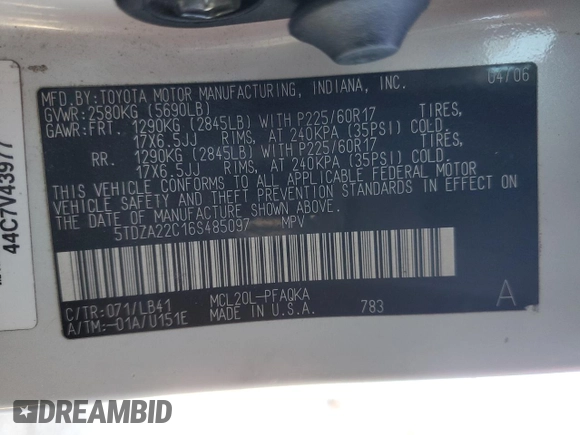 MFD.BY:TOYOTA MOTOR MANUFACTURING, INDIANA, INC. 04/06
GVWR:2580KG (5690LB)
GAWR:FRT. 1290KG (2845LB) WITH P225/60R17 TIRES,
17X6.5JJ RIMS, AT 240KPA (35PSI) COLD.
RR. 1290KG (2845LB) WITH P225/60R17 TIRES,
17X6.5JJ RIMS, AT 240KPA (35PSI) COLD.
THIS VEHICLE CONFORMS TO ALL APPLICABLE FEDERAL MOTOR
VEHICLE SAFETY AND THEFT PREVENTION STANDARDS IN EFFECT ON
THE DATE OF MANUFACTURE SHOWN ABOVE.
5TDZA22C16S485097 MPV
C/TR:071/LB41 MCL20L-PFAQKA
A/TM:-01A/U151E MADE IN U.S.A. 783
A
44C7V43977
DREAMBID